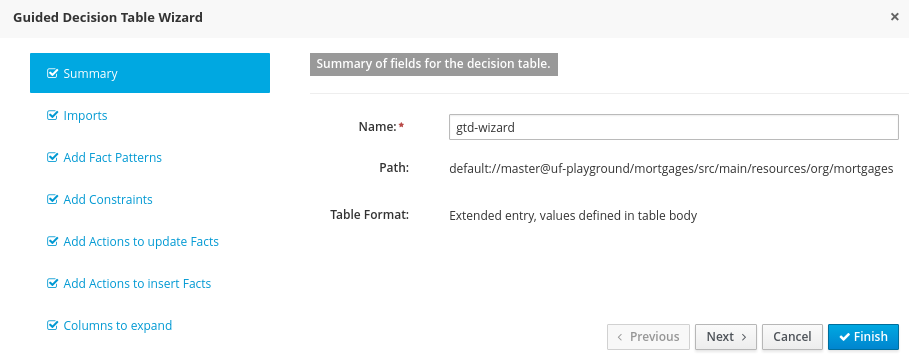 Guided Decision Table Wizard ×
Summary
Imports
Add Fact Patterns
Add Constraints
Add Actions to update Facts
Add Actions to insert Facts
Columns to expand
Summary of fields for the decision table.
Name:* gtd-wizard
Path: default://master@uf-playground/mortgages/src/main/resources/org/mortgages
Table Format: Extended entry, values defined in table body
‹ Previous Next › Cancel ✔ Finish